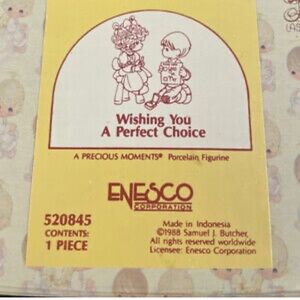 Wishing You
A Perfect Choice
A PRECIOUS MOMENTS® Porcelain Figurine
ENESCO
CORPORATION
520845
CONTENTS:
1 PIECE
Made in Indonesia
©1988 Samuel J. Butcher,
All rights reserved worldwide
Licensee: Enesco Corporation